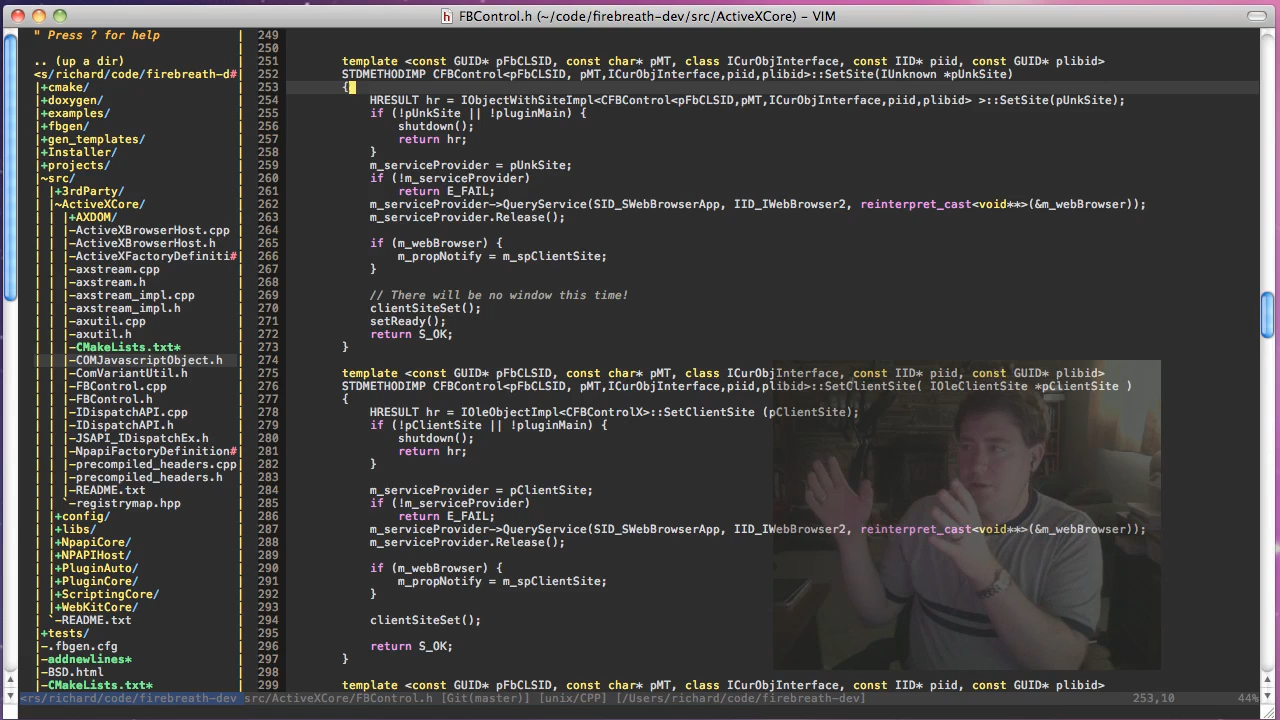 FBControl.h (~/code/firebreath-dev/src/ActiveXCore) – VIM
" Press ? for help
.. (up a dir)
<s/richard/code/firebreath-d#
|+cmake/
|+doxygen/
|+examples/
|+fbgen/
|+gen_templates/
|+Installer/
|+projects/
|~src/
| |+3rdParty/
| |~ActiveXCore/
| | |+AXDOM/
| | |-ActiveXBrowserHost.cpp
| | |-ActiveXBrowserHost.h
| | |-ActiveXFactoryDefiniti#
| | |-axstream.cpp
| | |-axstream.h
| | |-axstream_impl.cpp
| | |-axstream_impl.h
| | |-axutil.cpp
| | |-axutil.h
| | |-CMakeLists.txt*
| | |-COMJavascriptObject.h
| | |-ComVariantUtil.h
| | |-FBControl.cpp
| | |-FBControl.h
| | |-IDispatchAPI.cpp
| | |-IDispatchAPI.h
| | |-JSAPI_IDispatchEx.h
| | |-NpapiFactoryDefinition#
| | |-precompiled_headers.cpp
| | |-precompiled_headers.h
| | |-README.txt
| | `-registrymap.hpp
| |+config/
| |+libs/
| |+NpapiCore/
| |+NPAPIHost/
| |+PluginAuto/
| |+PluginCore/
| |+ScriptingCore/
| |+WebKitCore/
| `-README.txt
|+tests/
|-.fbgen.cfg
|-addnewlines*
|-BSD.html
|-CMakeLists.txt*
<rs/richard/code/firebreath-dev
249
250
251 template <const GUID* pFbCLSID, const char* pMT, class ICurObjInterface, const IID* piid, const GUID* plibid>
252 STDMETHODIMP CFBControl<pFbCLSID, pMT,ICurObjInterface,piid,plibid>::SetSite(IUnknown *pUnkSite)
253 {
254 HRESULT hr = IObjectWithSiteImpl<CFBControl<pFbCLSID,pMT,ICurObjInterface,piid,plibid> >::SetSite(pUnkSite);
255 if (!pUnkSite || !pluginMain) {
256 shutdown();
257 return hr;
258 }
259 m_serviceProvider = pUnkSite;
260 if (!m_serviceProvider)
261 return E_FAIL;
262 m_serviceProvider->QueryService(SID_SWebBrowserApp, IID_IWebBrowser2, reinterpret_cast<void**>(&m_webBrowser));
263 m_serviceProvider.Release();
264
265 if (m_webBrowser) {
266 m_propNotify = m_spClientSite;
267 }
268
269 // There will be no window this time!
270 clientSiteSet();
271 setReady();
272 return S_OK;
273 }
274
275 template <const GUID* pFbCLSID, const char* pMT, class ICurObjInterface, const IID* piid, const GUID* plibid>
276 STDMETHODIMP CFBControl<pFbCLSID, pMT,ICurObjInterface,piid,plibid>::SetClientSite( IOleClientSite *pClientSite )
277 {
278 HRESULT hr = IOleObjectImpl<CFBControlX>::SetClientSite (pClientSite);
279 if (!pClientSite || !pluginMain) {
280 shutdown();
281 return hr;
282 }
283
284 m_serviceProvider = pClientSite;
285 if (!m_serviceProvider)
286 return E_FAIL;
287 m_serviceProvider->QueryService(SID_SWebBrowserApp, IID_IWebBrowser2, reinterpret_cast<void**>(&m_webBrowser));
288 m_serviceProvider.Release();
289
290 if (m_webBrowser) {
291 m_propNotify = m_spClientSite;
292 }
293
294 clientSiteSet();
295
296 return S_OK;
297 }
298
299 template <const GUID* pFbCLSID, const char* pMT, class ICurObjInterface, const IID* piid, const GUID* plibid>
src/ActiveXCore/FBControl.h [Git(master)] [unix/CPP] [/Users/richard/code/firebreath-dev] 253,10 44%